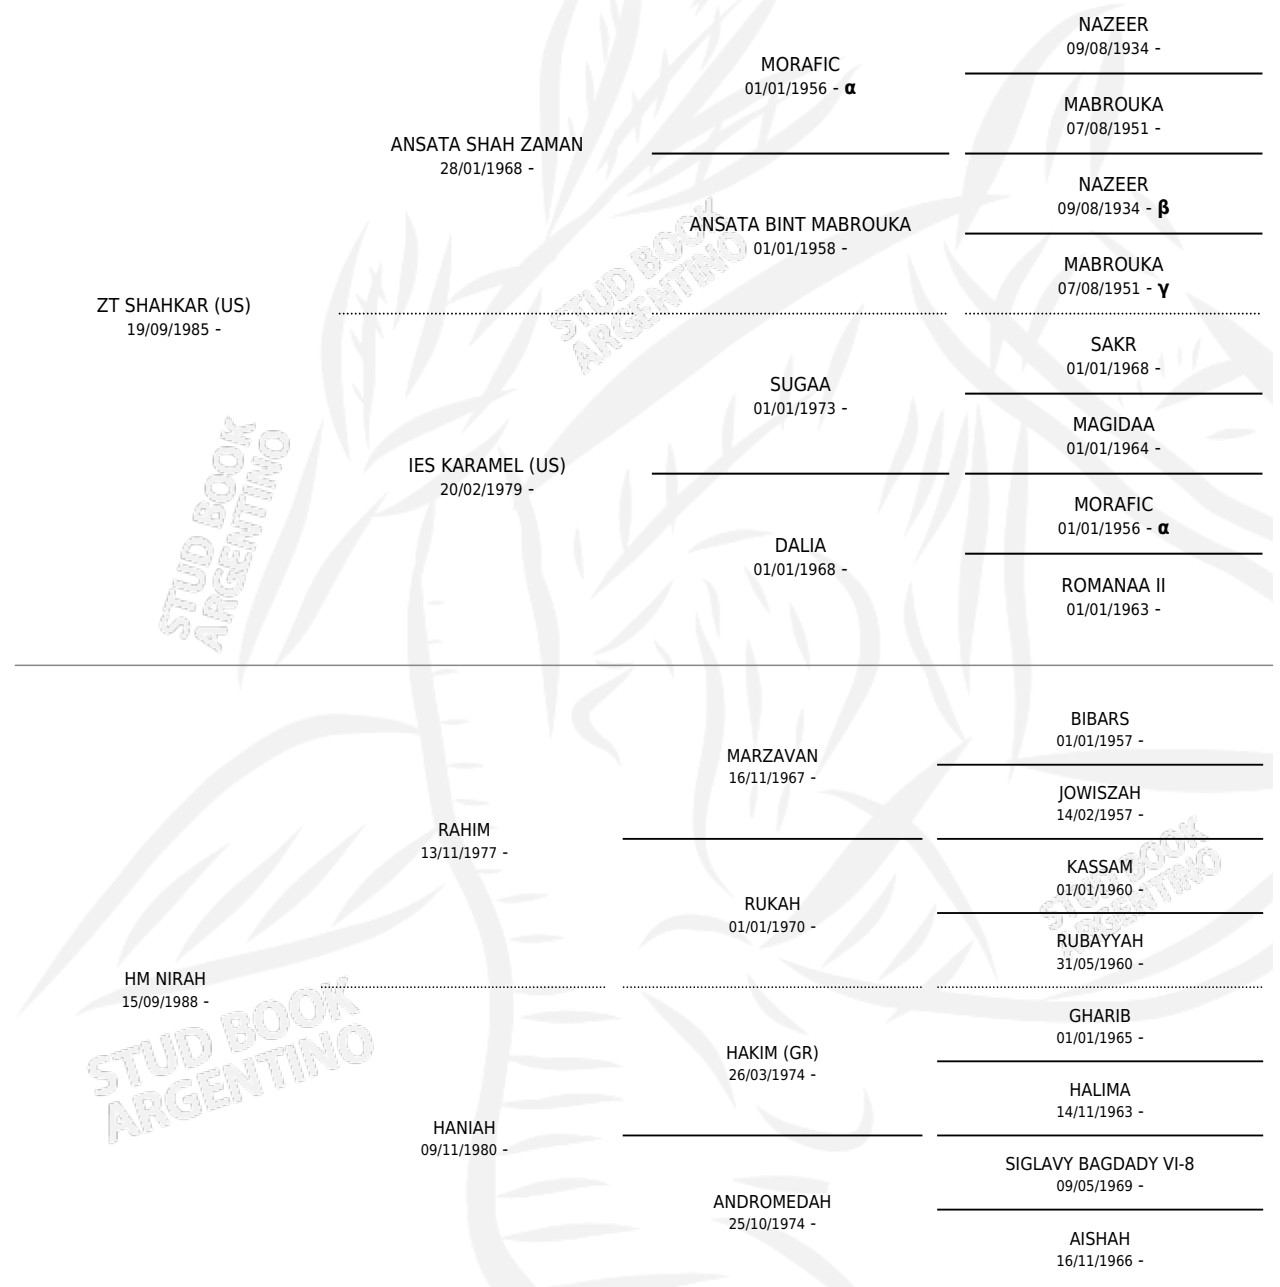 NAZEER
09/08/1934 -
MORAFIC
01/01/1956 - α
MABROUKA
07/08/1951 -
ANSATA SHAH ZAMAN
28/01/1968 -
NAZEER
09/08/1934 - β
ANSATA BINT MABROUKA
01/01/1958 -
MABROUKA
07/08/1951 - γ
ZT SHAHKAR (US)
19/09/1985 -
SAKR
01/01/1968 -
SUGAA
01/01/1973 -
MAGIDAA
01/01/1964 -
IES KARAMEL (US)
20/02/1979 -
MORAFIC
01/01/1956 - α
DALIA
01/01/1968 -
ROMANAA II
01/01/1963 -
BIBARS
01/01/1957 -
MARZAVAN
16/11/1967 -
JOWISZAH
14/02/1957 -
RAHIM
13/11/1977 -
KASSAM
01/01/1960 -
RUKAH
01/01/1970 -
RUBAYYAH
31/05/1960 -
HM NIRAH
15/09/1988 -
GHARIB
01/01/1965 -
HAKIM (GR)
26/03/1974 -
HALIMA
14/11/1963 -
HANIAH
09/11/1980 -
SIGLAVY BAGDADY VI-8
09/05/1969 -
ANDROMEDAH
25/10/1974 -
AISHAH
16/11/1966 -
STUD BOOK
ARGENTINO
STUD BOOK
ARGENTINO
STUD BOOK
ARGENTINO
STUD BOOK
ARGENTINO